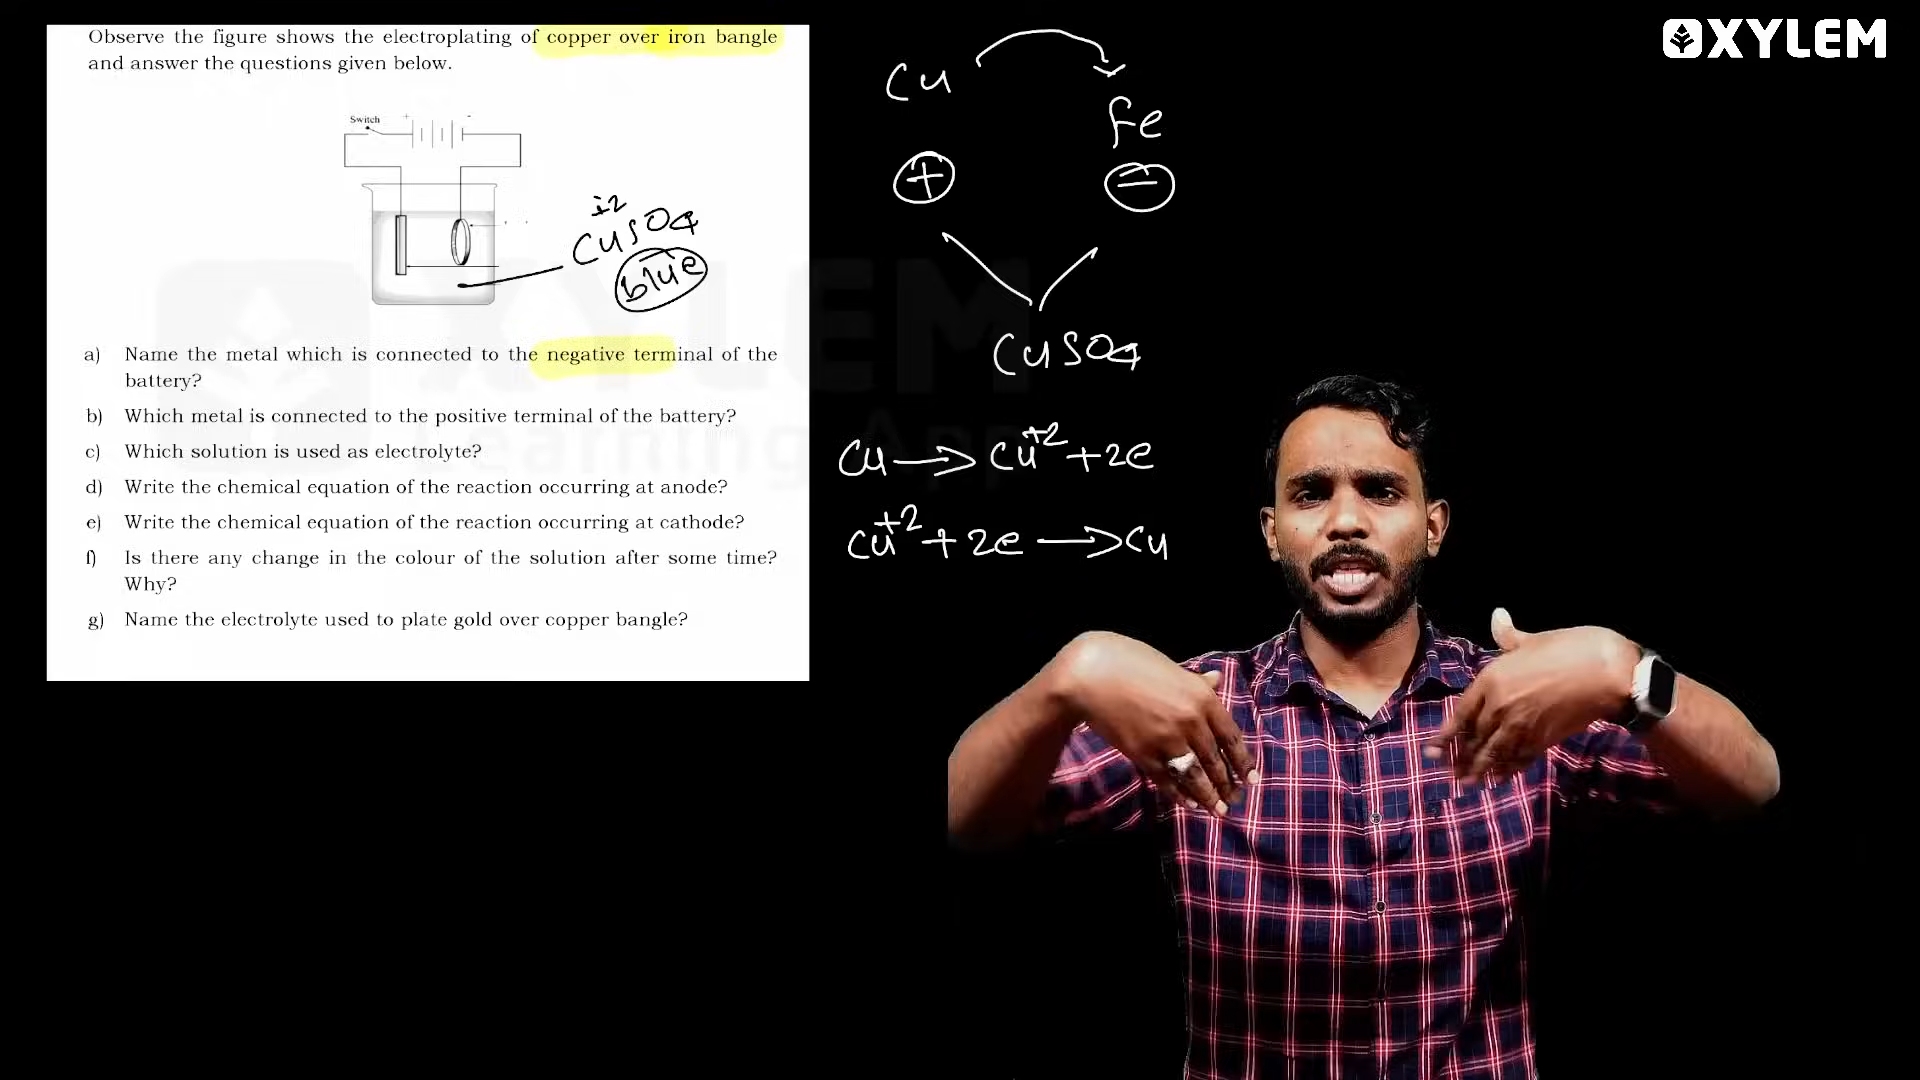 Observe the figure shows the electroplating of copper over iron bangle
and answer the questions given below.
Switch
+ -
+2
CuSO4
blue
a) Name the metal which is connected to the negative terminal of the
battery?
b) Which metal is connected to the positive terminal of the battery?
c) Which solution is used as electrolyte?
d) Write the chemical equation of the reaction occurring at anode?
e) Write the chemical equation of the reaction occurring at cathode?
f) Is there any change in the colour of the solution after some time?
Why?
g) Name the electrolyte used to plate gold over copper bangle?
Cu
Fe
+ −
CuSO4
Cu → Cu+2 + 2e
Cu+2 + 2e → Cu
XYLEM
XYLEM
Learning App